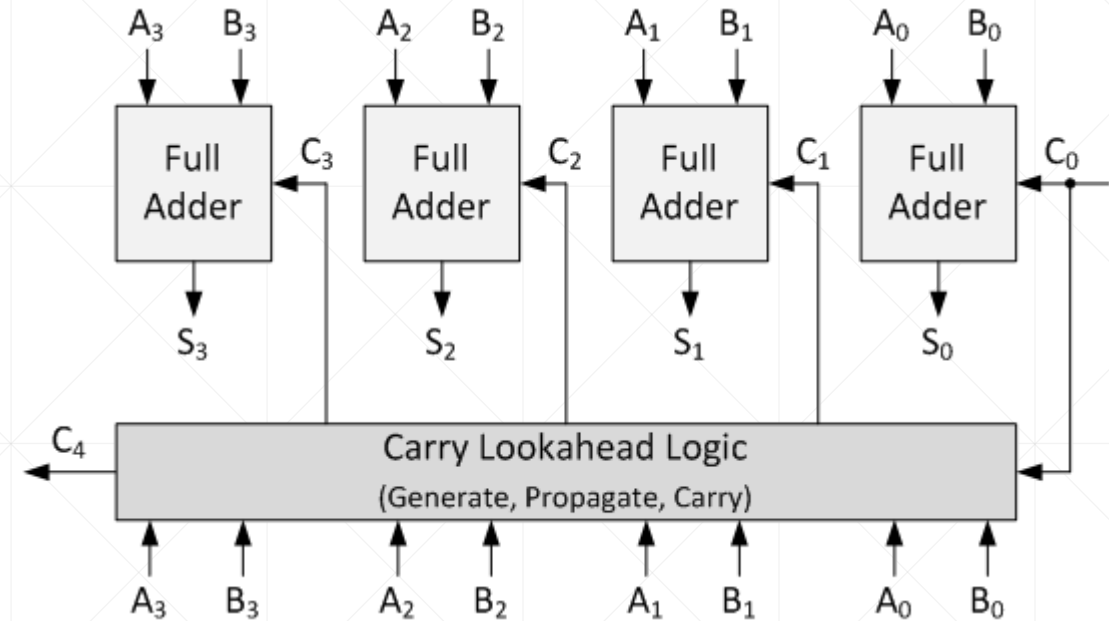 A₃ B₃ A₂ B₂ A₁ B₁ A₀ B₀
Full Adder C₃ Full Adder C₂ Full Adder C₁ Full Adder C₀
S₃ S₂ S₁ S₀
C₄
Carry Lookahead Logic
(Generate, Propagate, Carry)
A₃ B₃ A₂ B₂ A₁ B₁ A₀ B₀